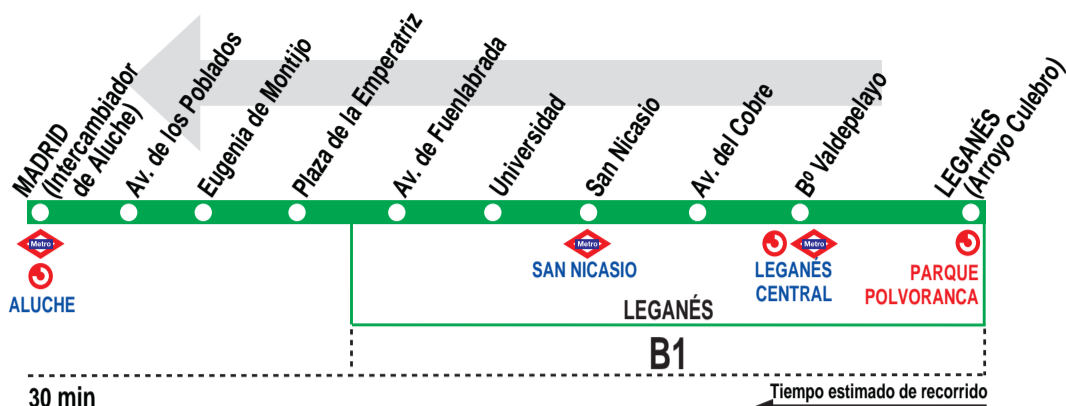 MADRID
(Intercambiador
de Aluche)
Av. de los Poblados
Eugenia de Montijo
Plaza de la Emperatriz
Av. de Fuenlabrada
Universidad
San Nicasio
Av. del Cobre
Bº Valdepelayo
LEGANÉS
(Arroyo Culebro)
Metro
ALUCHE
Metro
SAN NICASIO
Metro
LEGANÉS
CENTRAL
PARQUE
POLVORANCA
LEGANÉS
B1
30 min
Tiempo estimado de recorrido